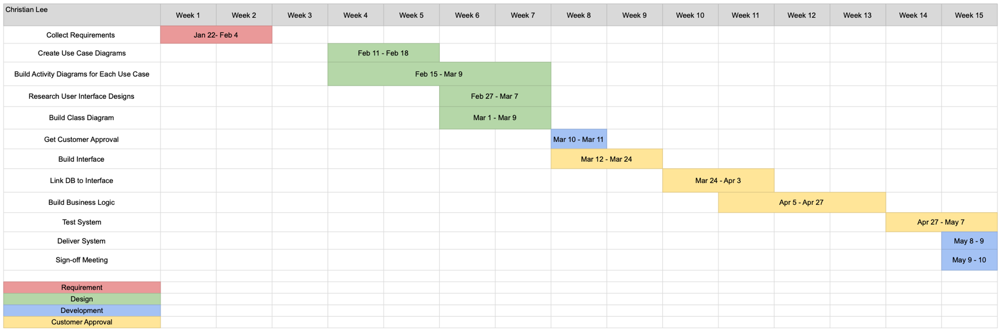 Christian Lee
Week 1 Week 2 Week 3 Week 4 Week 5 Week 6 Week 7 Week 8 Week 9 Week 10 Week 11 Week 12 Week 13 Week 14 Week 15
Collect Requirements Jan 22- Feb 4
Create Use Case Diagrams Feb 11 - Feb 18
Build Activity Diagrams for Each Use Case Feb 15 - Mar 9
Research User Interface Designs Feb 27 - Mar 7
Build Class Diagram Mar 1 - Mar 9
Get Customer Approval Mar 10 - Mar 11
Build Interface Mar 12 - Mar 24
Link DB to Interface Mar 24 - Apr 3
Build Business Logic Apr 5 - Apr 27
Test System Apr 27 - May 7
Deliver System May 8 - 9
Sign-off Meeting May 9 - 10
Requirement
Design
Development
Customer Approval